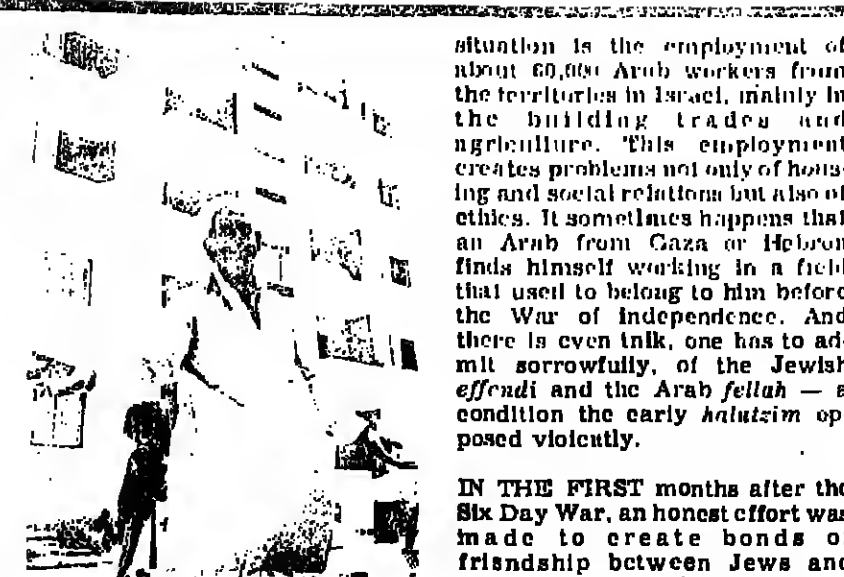 situation is the employment of
about 60,000 Arab workers from
the territories in Israel, mainly in
the building trades and
agriculture. This employment
creates problems not only of hous-
ing and social relations but also of
ethics. It sometimes happens that
an Arab from Gaza or Hebron
finds himself working in a field
that used to belong to him before
the War of Independence. And
there is even talk, one has to ad-
mit sorrowfully, of the Jewish
effendi and the Arab fellah — a
condition the early halutzim op-
posed violently.
IN THE FIRST months after the
Six Day War, an honest effort was
made to create bonds of
friendship between Jews and